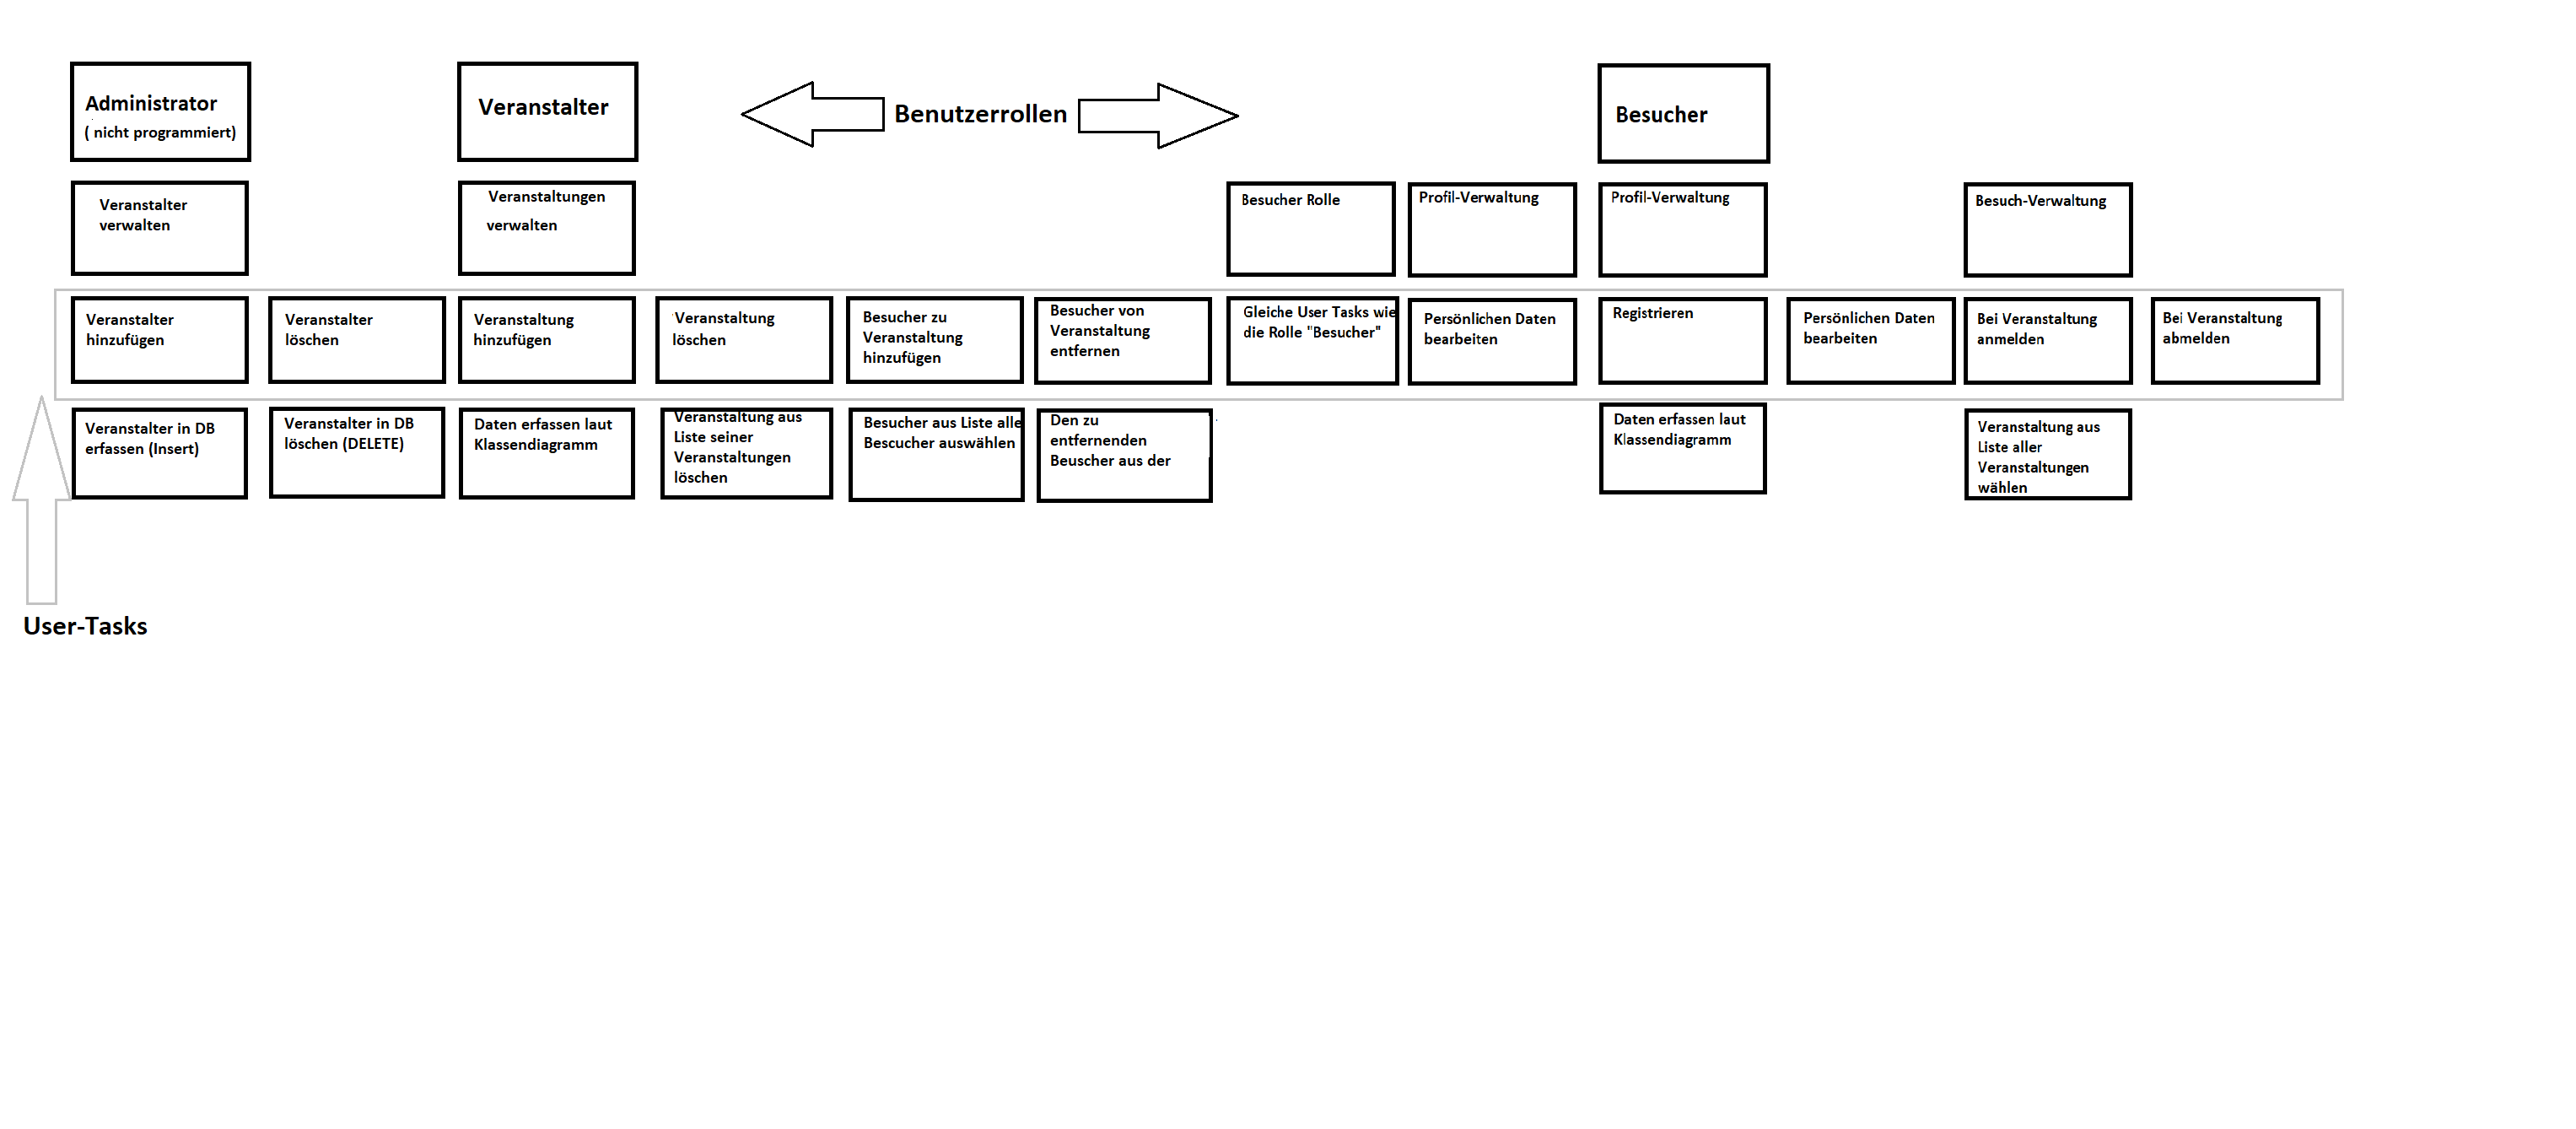 Administrator
( nicht programmiert)
Veranstalter
Benutzerrollen
Besucher
Veranstalter
verwalten
Veranstaltungen
verwalten
Besucher Rolle
Profil-Verwaltung
Profil-Verwaltung
Besuch-Verwaltung
Veranstalter
hinzufügen
Veranstalter
löschen
Veranstaltung
hinzufügen
Veranstaltung
löschen
Besucher zu
Veranstaltung
hinzufügen
Besucher von
Veranstaltung
entfernen
Gleiche User Tasks wie
die Rolle "Besucher"
Persönlichen Daten
bearbeiten
Registrieren
Persönlichen Daten
bearbeiten
Bei Veranstaltung
anmelden
Bei Veranstaltung
abmelden
Veranstalter in DB
erfassen (Insert)
Veranstalter in DB
löschen (DELETE)
Daten erfassen laut
Klassendiagramm
Veranstaltung aus
Liste seiner
Veranstaltungen
löschen
Besucher aus Liste alle
Bescucher auswählen
Den zu
entfernenden
Beuscher aus der
Daten erfassen laut
Klassendiagramm
Veranstaltung aus
Liste aller
Veranstaltungen
wählen
User-Tasks